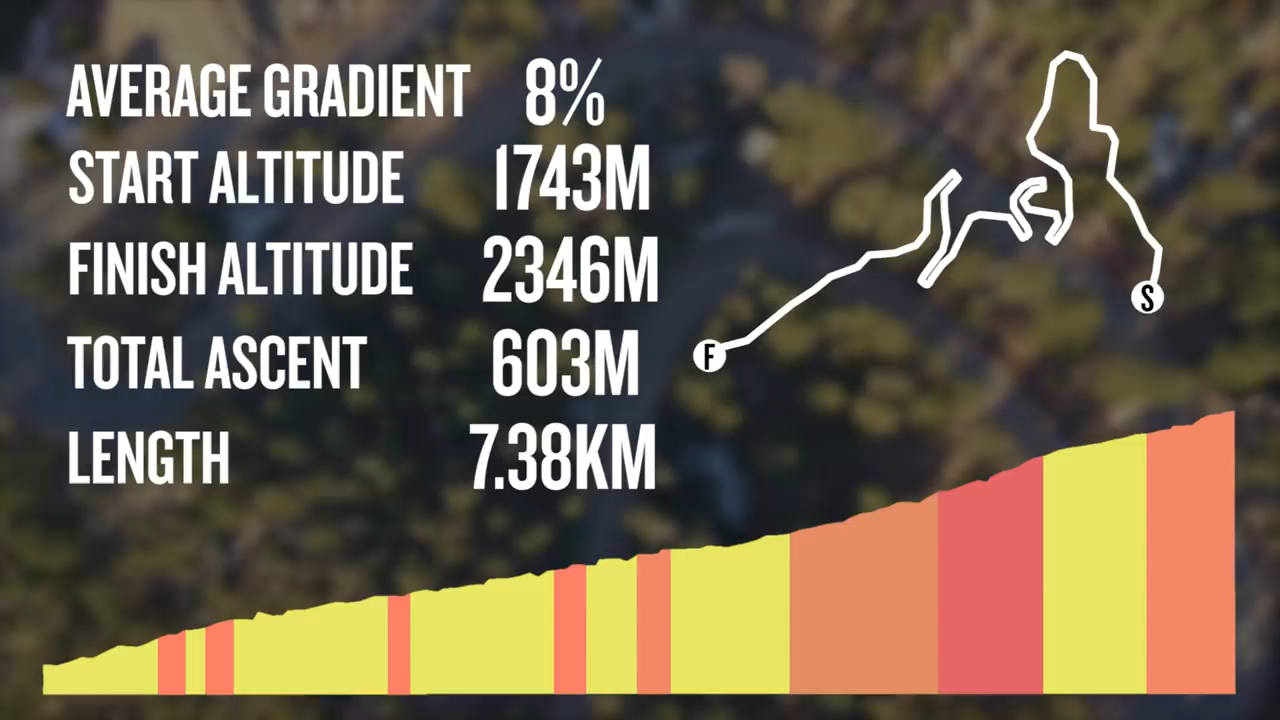 AVERAGE GRADIENT 8%
START ALTITUDE 1743M
FINISH ALTITUDE 2346M
TOTAL ASCENT 603M
LENGTH 7.38KM
S
F